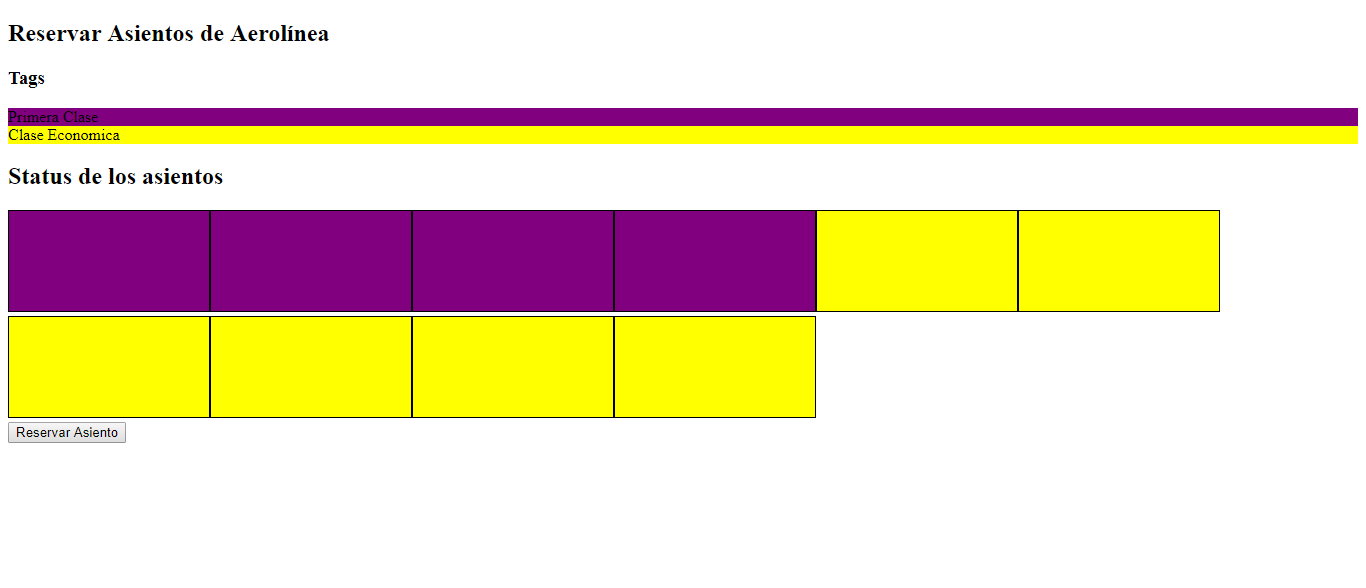 Reservar Asientos de Aerolínea
Tags
Primera Clase
Clase Economica
Status de los asientos
Reservar Asiento